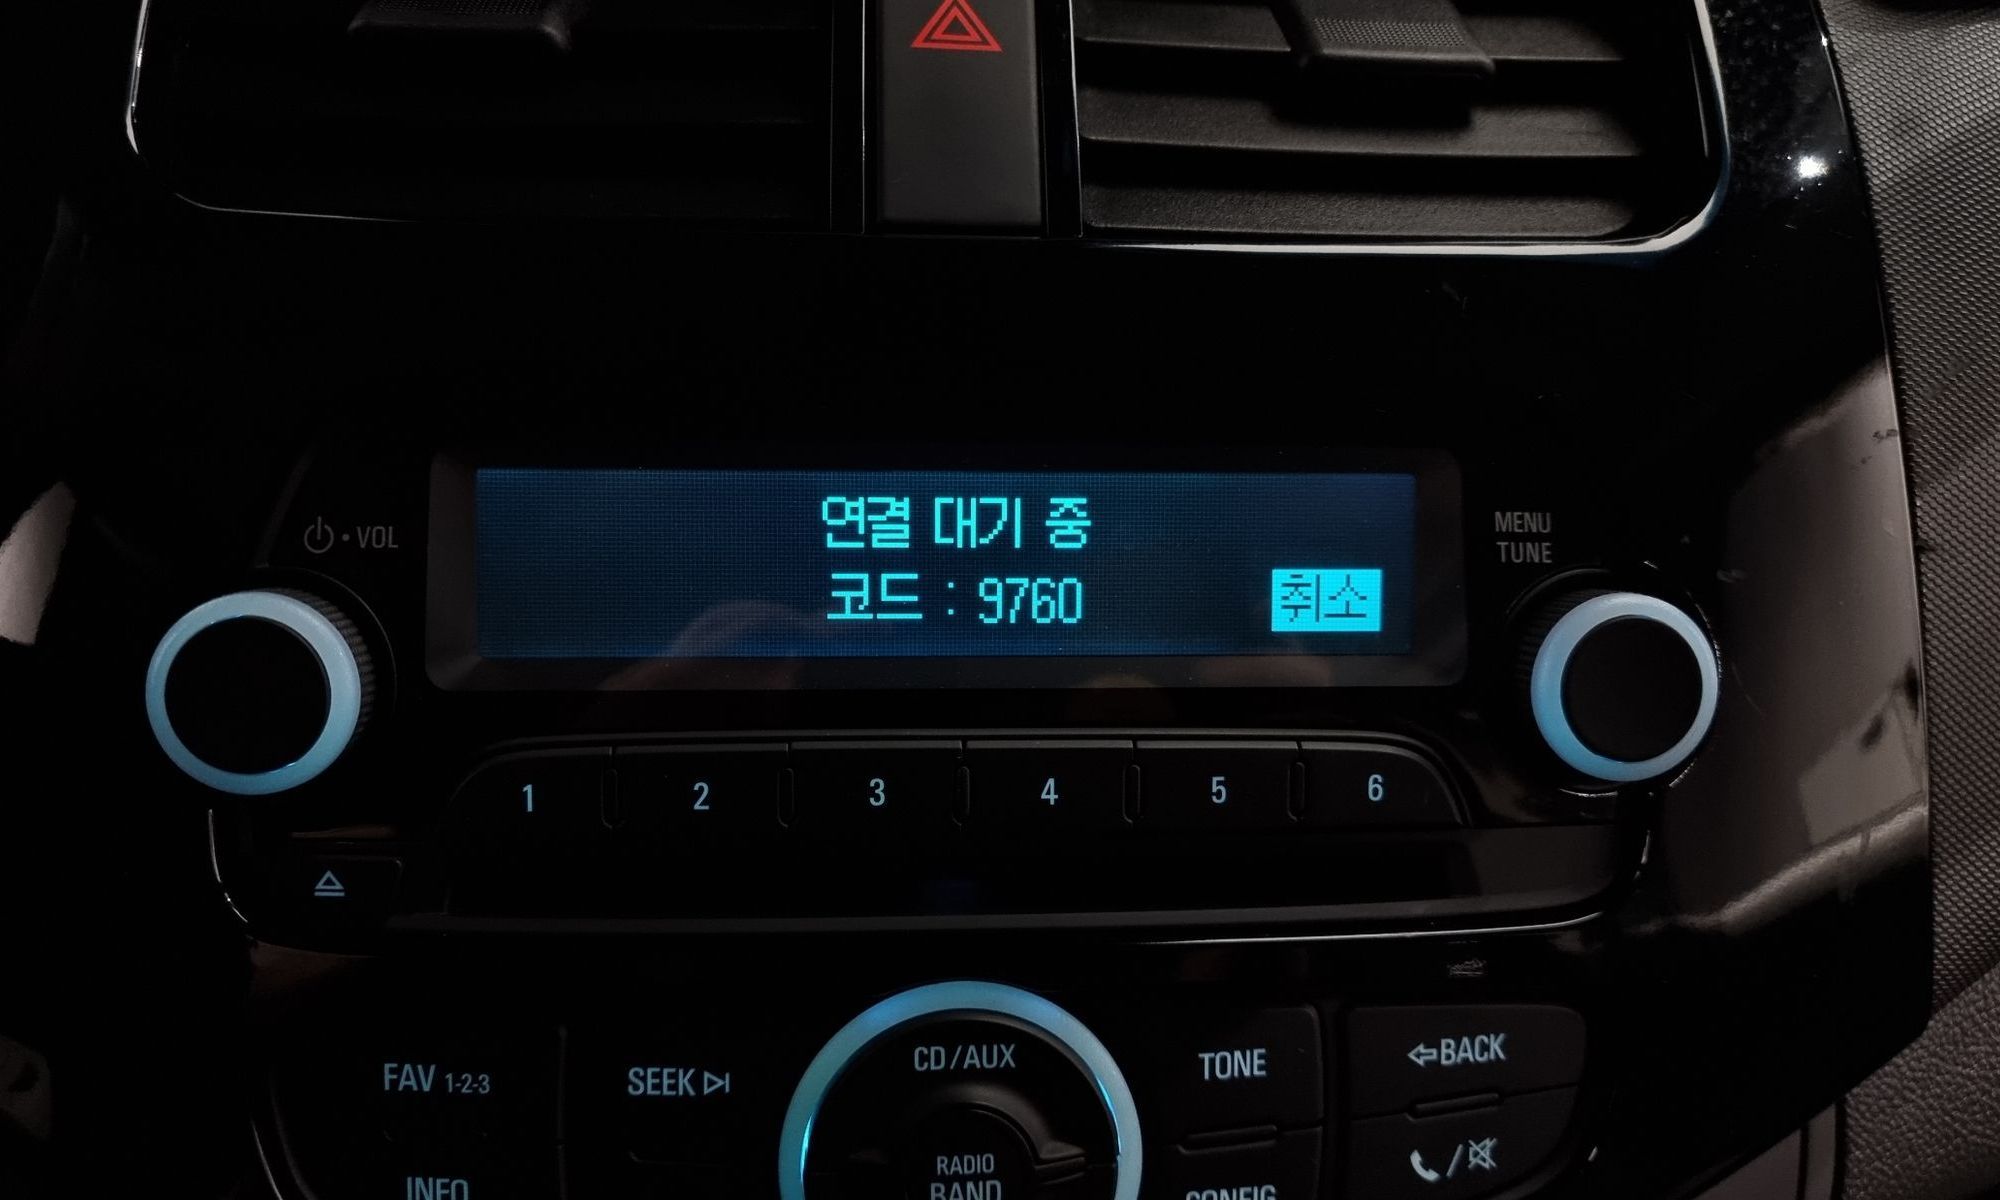 연결 대기 중
코드 : 9760
취소
VOL
MENU
TUNE
1 2 3 4 5 6
FAV 1-2-3
SEEK
CD/AUX
TONE
BACK
RADIO
BAND
INFO
CONFIG